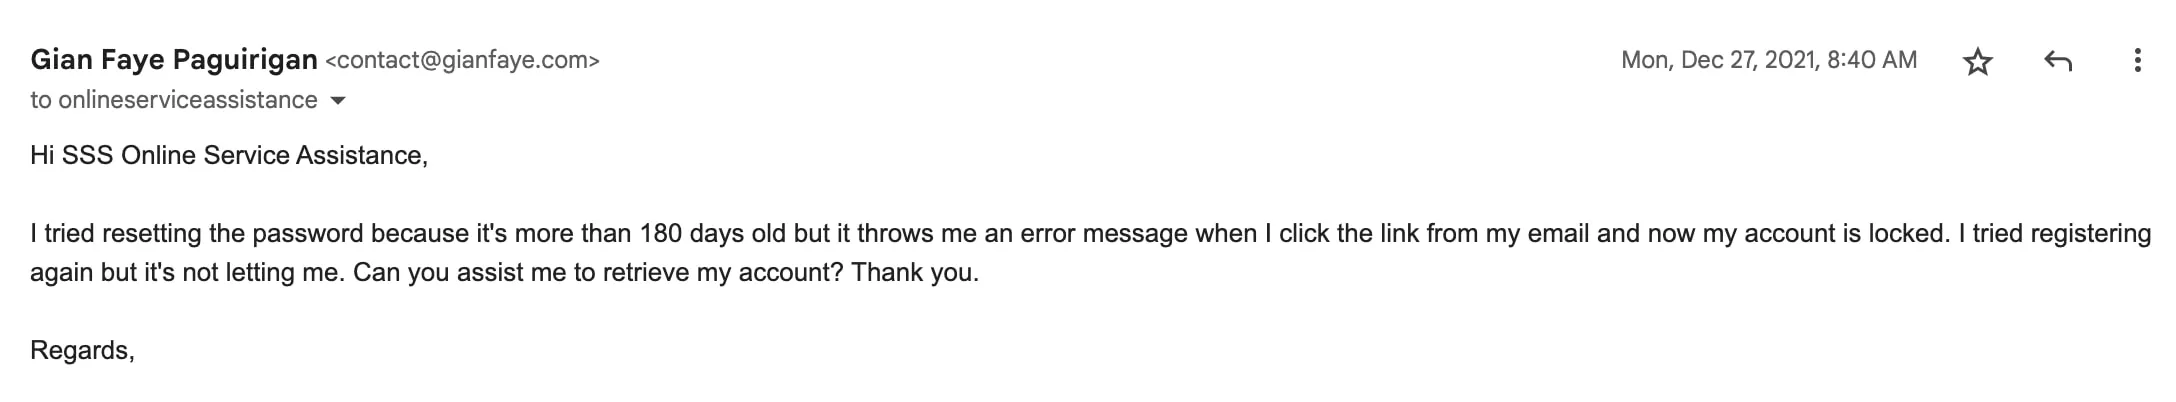 Gian Faye Paguirigan <contact@gianfaye.com> Mon, Dec 27, 2021, 8:40 AM
to onlineserviceassistance
Hi SSS Online Service Assistance,
I tried resetting the password because it's more than 180 days old but it throws me an error message when I click the link from my email and now my account is locked. I tried registering
again but it's not letting me. Can you assist me to retrieve my account? Thank you.
Regards,